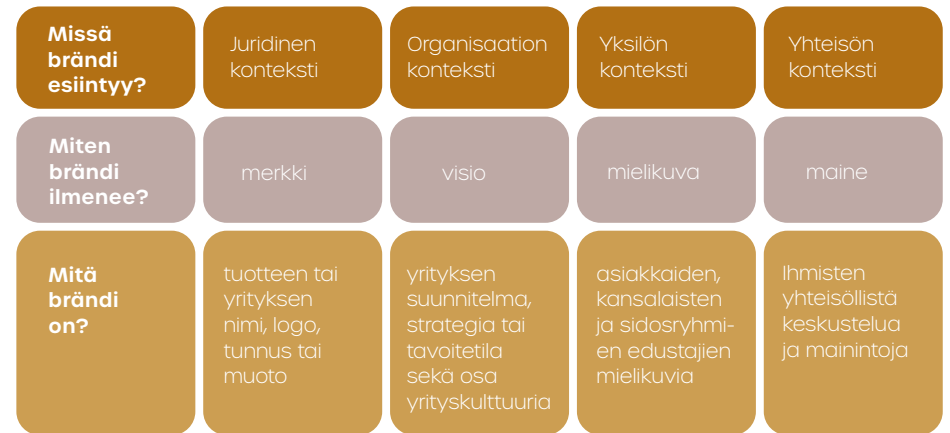 Missä
brändi
esiintyy?
Juridinen
konteksti
Organisaation
konteksti
Yksilön
konteksti
Yhteisön
konteksti
Miten
brändi
ilmenee?
merkki
visio
mielikuva
maine
Mitä
brändi
on?
tuotteen tai
yrityksen
nimi, logo,
tunnus tai
muoto
yrityksen
suunnitelma,
strategia tai
tavoitetila
sekä osa
yrityskulttuuria
asiakkaiden,
kansalaisten
ja sidosryhmi-
en edustajien
mielikuvia
Ihmisten
yhteisöllistä
keskustelua
ja mainintoja